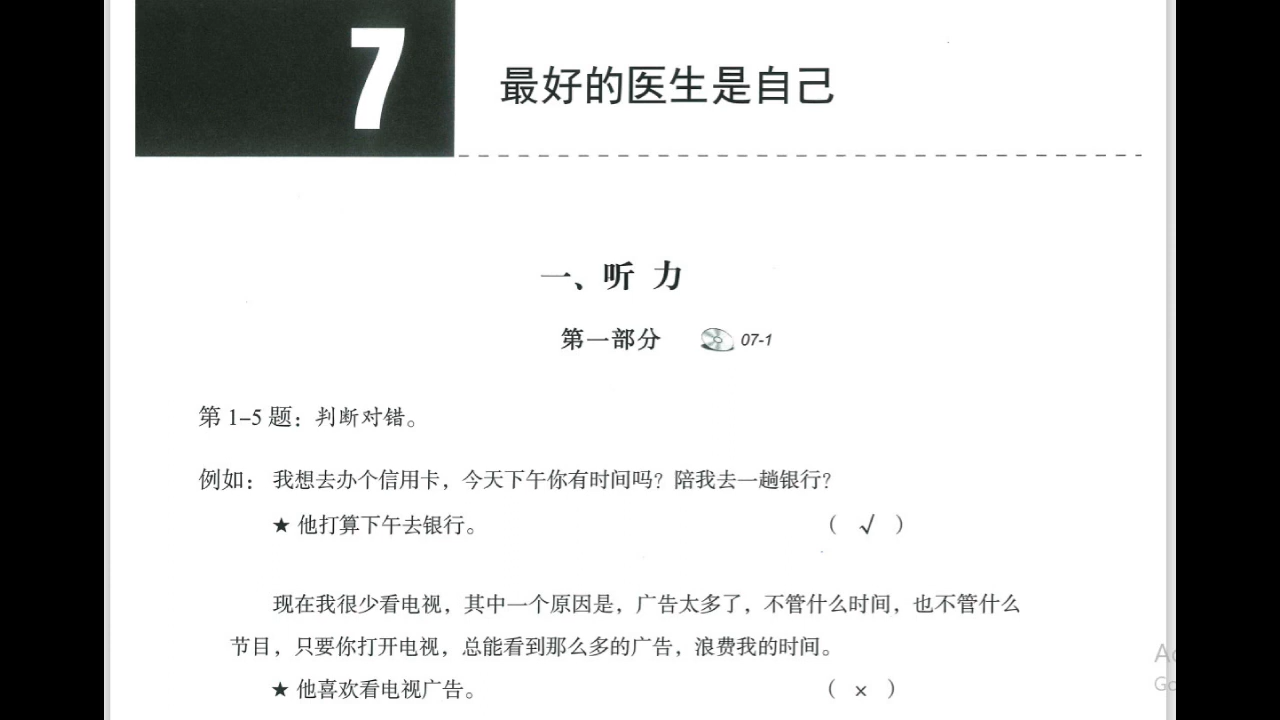 7
最好的医生是自己
一、听 力
第一部分 07-1
第 1–5 题：判断对错。
例如：我想去办个信用卡，今天下午你有时间吗？陪我去一趟银行？
★ 他打算下午去银行。 （ √ ）
现在我很少看电视，其中一个原因是，广告太多了，不管什么时间，也不管什么
节目，只要你打开电视，总能看到那么多的广告，浪费我的时间。
★ 他喜欢看电视广告。 （ × ）